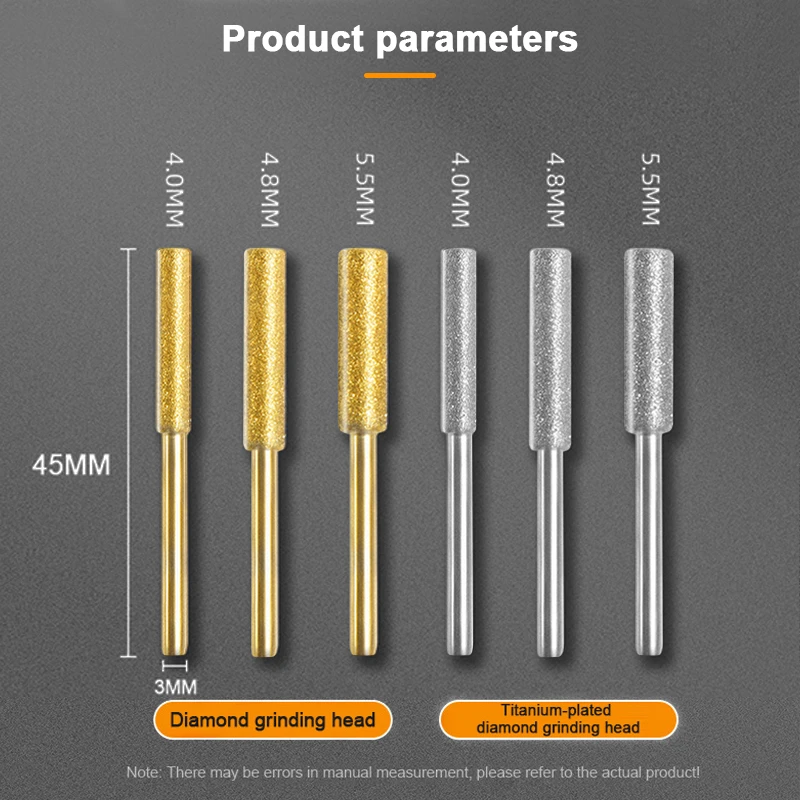 Product parameters
4.0MM
4.8MM
5.5MM
4.0MM
4.8MM
5.5MM
45MM
3MM
Diamond grinding head
Titanium-plated
diamond grinding head
Note: There may be errors in manual measurement, please refer to the actual product!